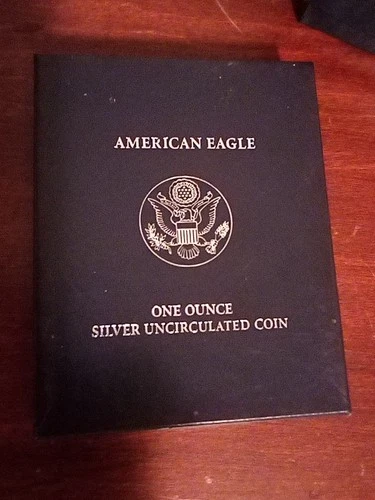 AMERICAN EAGLE
ONE OUNCE
SILVER UNCIRCULATED COIN